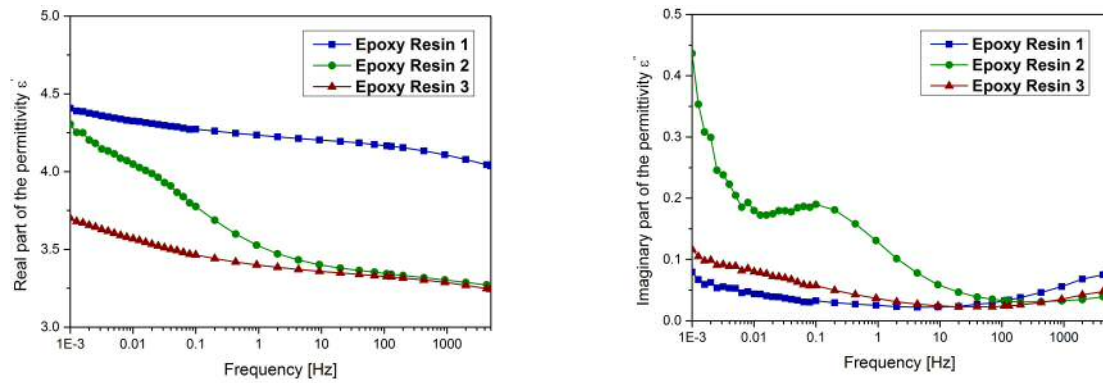 Real part of the permittivity ε'
5.0
4.5
4.0
3.5
3.0
1E-3
0.01
0.1
1
10
100
1000
Frequency [Hz]
Epoxy Resin 1
Epoxy Resin 2
Epoxy Resin 3
Imaginary part of the permittivity ε"
0.5
0.4
0.3
0.2
0.1
0.0
1E-3
0.01
0.1
1
10
100
1000
Frequency [Hz]
Epoxy Resin 1
Epoxy Resin 2
Epoxy Resin 3